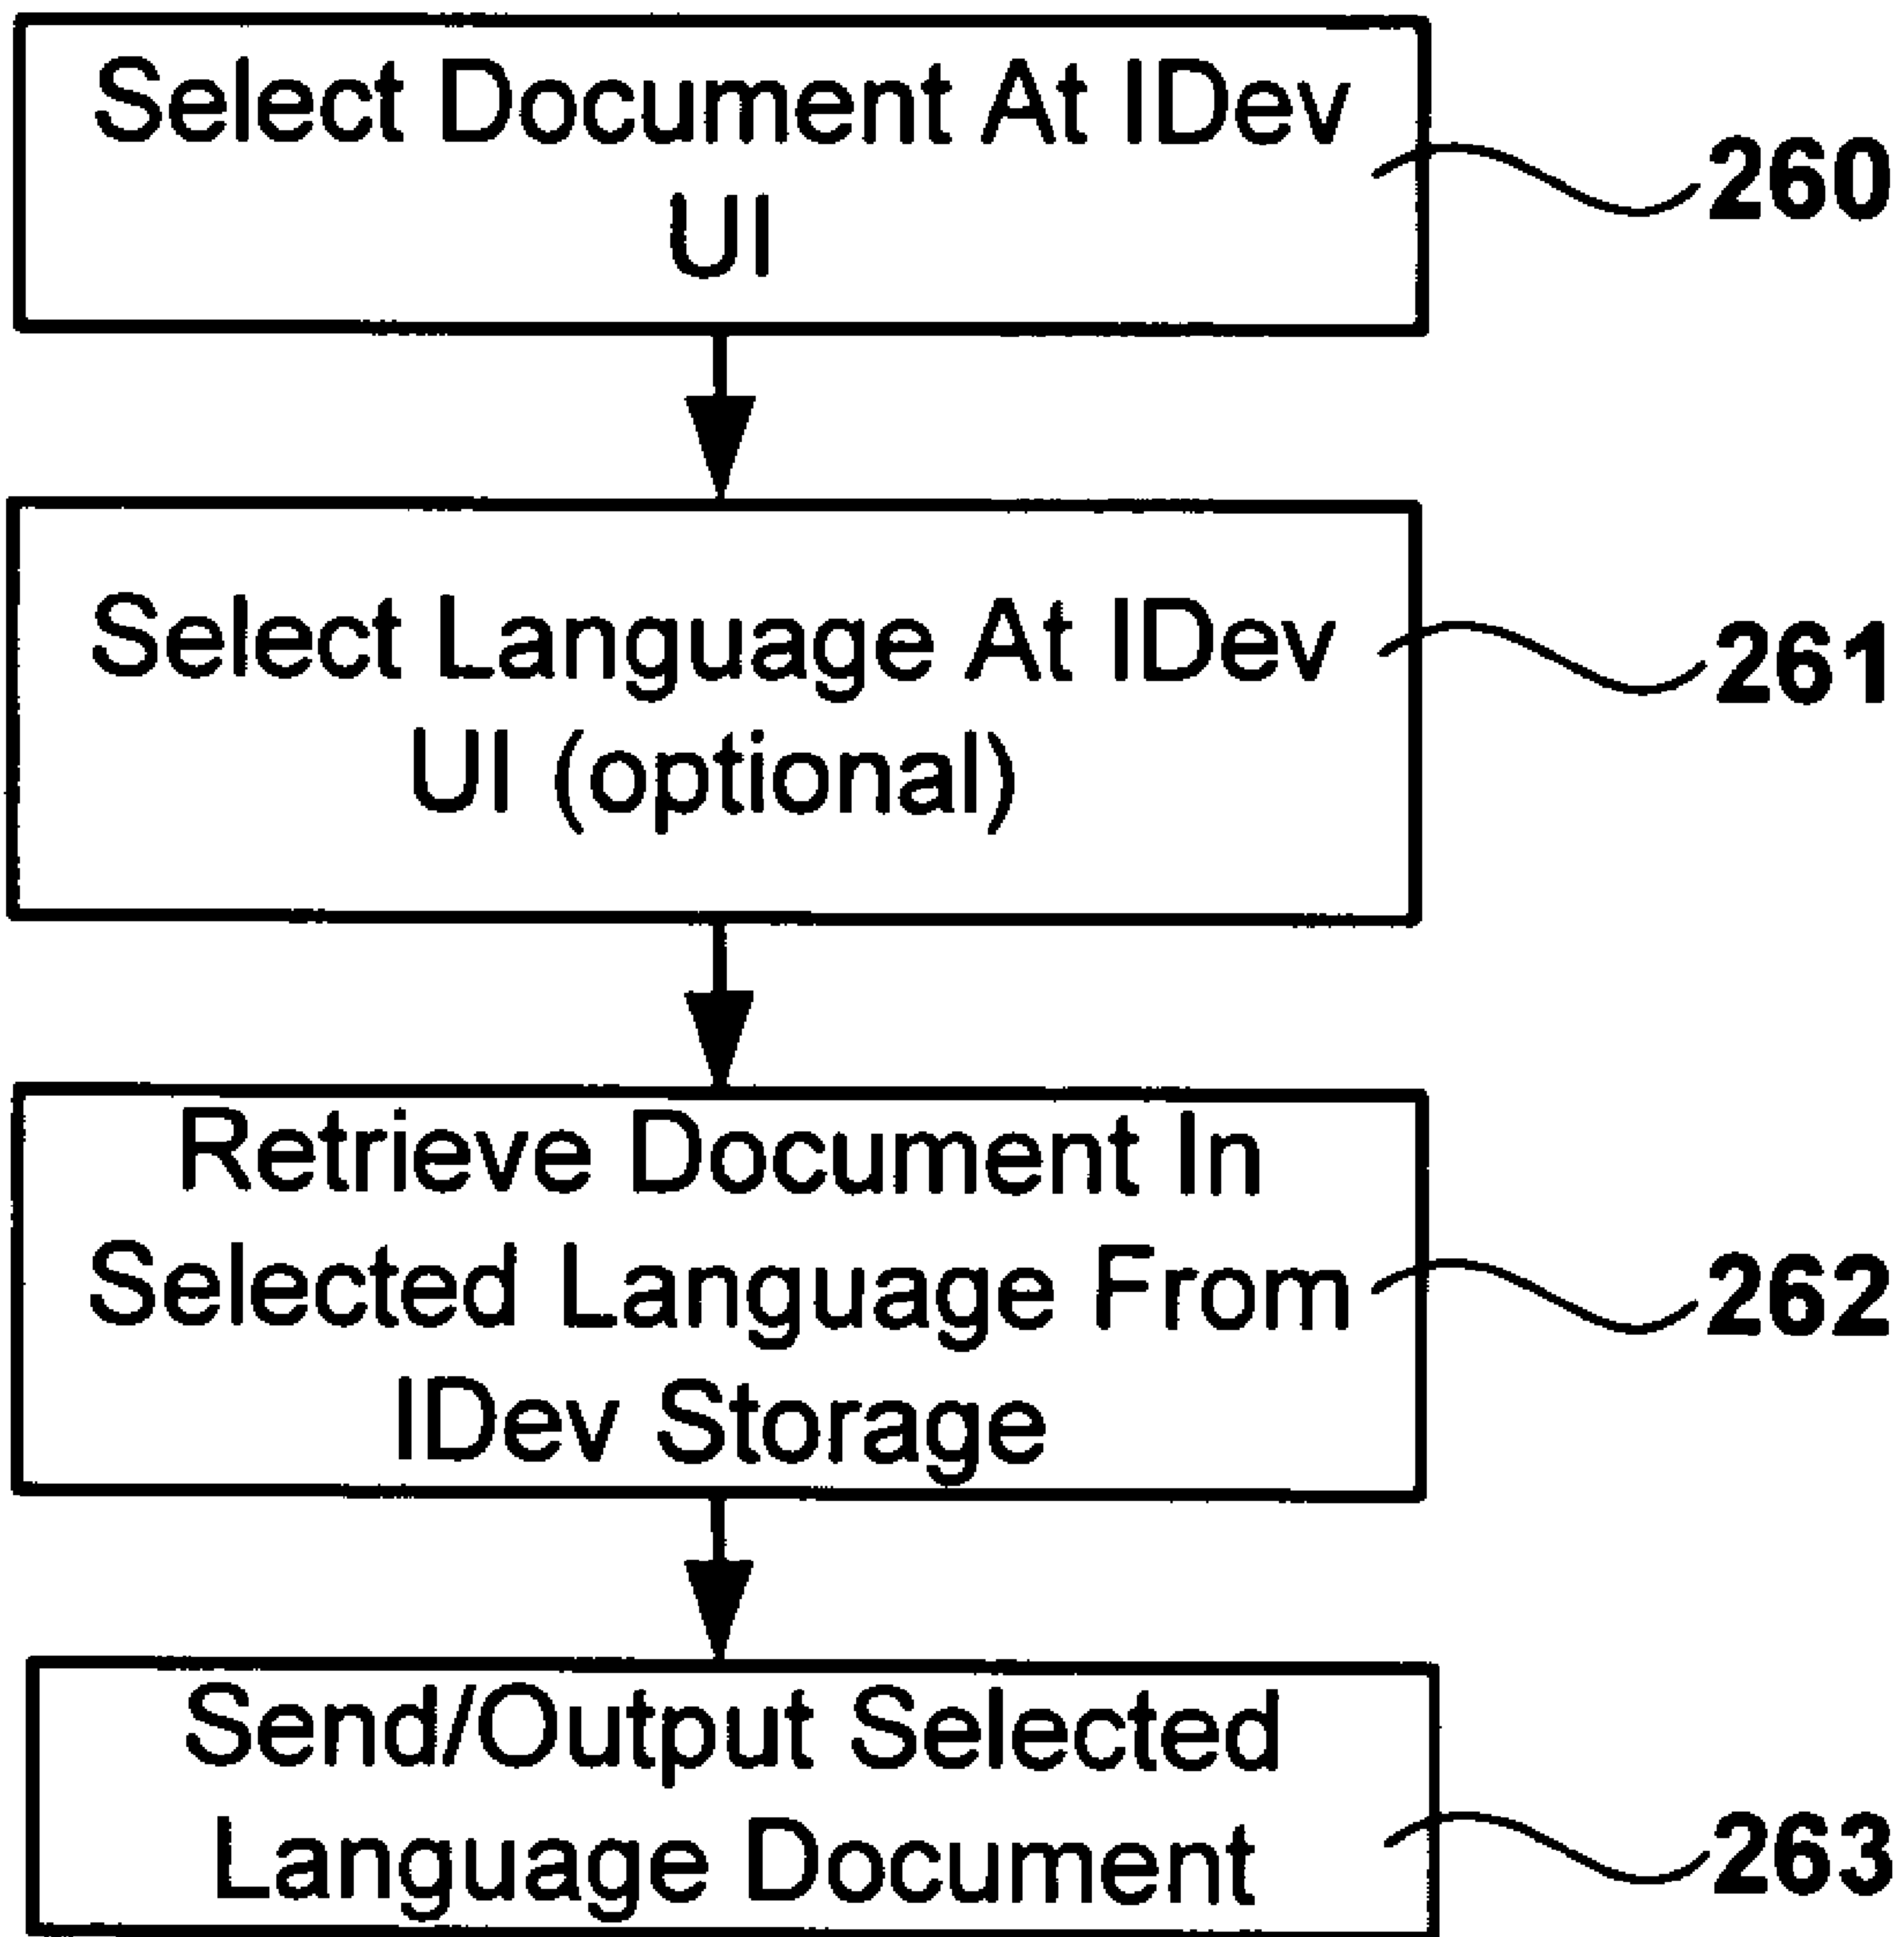 Select Document At IDev
UI
260
Select Language At IDev
UI (optional)
261
Retrieve Document In
Selected Language From
IDev Storage
262
Send/Output Selected
Language Document
263